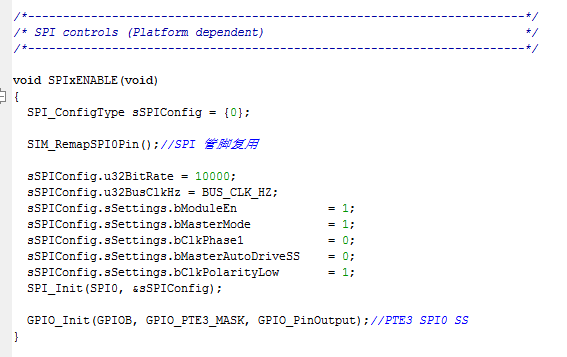 /*-----------------------------------------------------------------------*/
/* SPI controls (Platform dependent)                                     */
/*-----------------------------------------------------------------------*/
void SPIxENABLE(void)
{
  SPI_ConfigType sSPIConfig = {0};
  SIM_RemapSPI0Pin();//SPI 管脚复用
  sSPIConfig.u32BitRate = 10000;
  sSPIConfig.u32BusClkHz = BUS_CLK_HZ;
  sSPIConfig.sSettings.bModuleEn             = 1;
  sSPIConfig.sSettings.bMasterMode           = 1;
  sSPIConfig.sSettings.bClkPhase1            = 0;
  sSPIConfig.sSettings.bMasterAutoDriveSS    = 0;
  sSPIConfig.sSettings.bClkPolarityLow       = 1;
  SPI_Init(SPI0, &sSPIConfig);
  GPIO_Init(GPIOB, GPIO_PTE3_MASK, GPIO_PinOutput);//PTE3 SPI0 SS
}